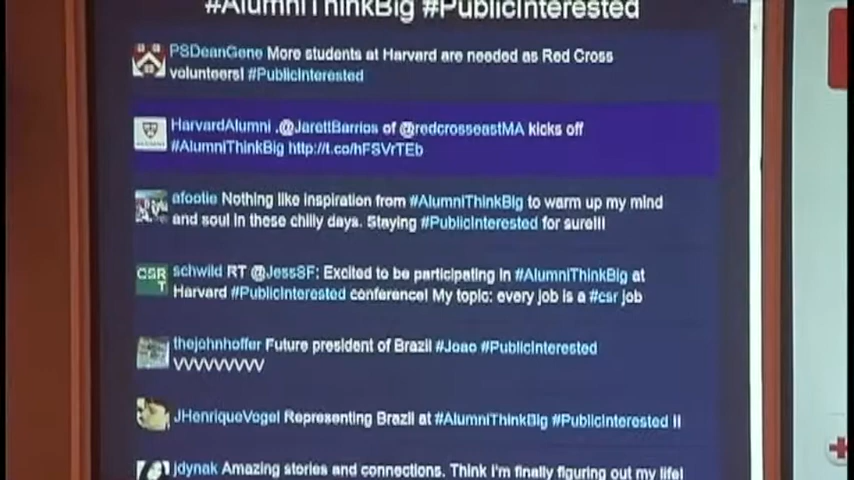 #AlumniThinkBig #PublicInterested
PSDeanGene More students at Harvard are needed as Red Cross
volunteers! #PublicInterested
HarvardAlumni .@JarettBarrios of @redcrosseastMA kicks off
#AlumniThinkBig http://t.co/hFSVrTEb
afootie Nothing like inspiration from #AlumniThinkBig to warm up my mind
and soul in these chilly days. Staying #PublicInterested for sure!!!
CSR
T
schwild RT @JessSF: Excited to be participating in #AlumniThinkBig at
Harvard #PublicInterested conference! My topic: every job is a #csr job
thejohnhoffer Future president of Brazil #Joao #PublicInterested
VVVVVVVVV
JHenriqueVogel Representing Brazil at #AlumniThinkBig #PublicInterested !!
jdynak Amazing stories and connections. Think I'm finally figuring out my life!